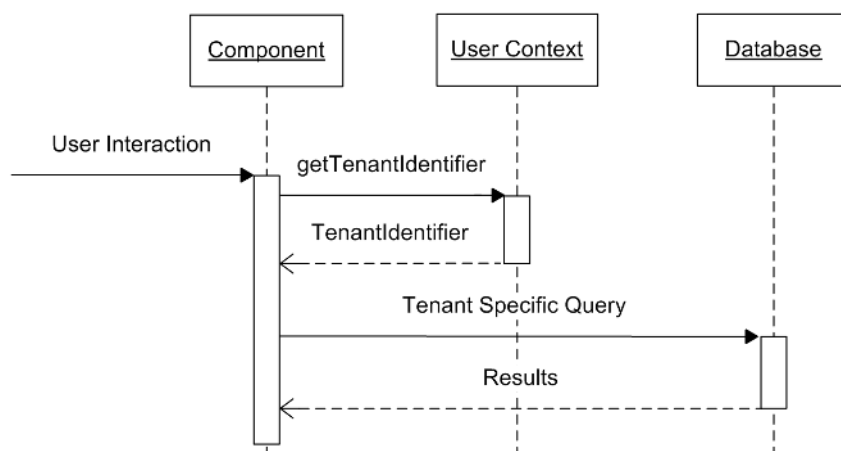 Component
User Context
Database
User Interaction
getTenantIdentifier
TenantIdentifier
Tenant Specific Query
Results